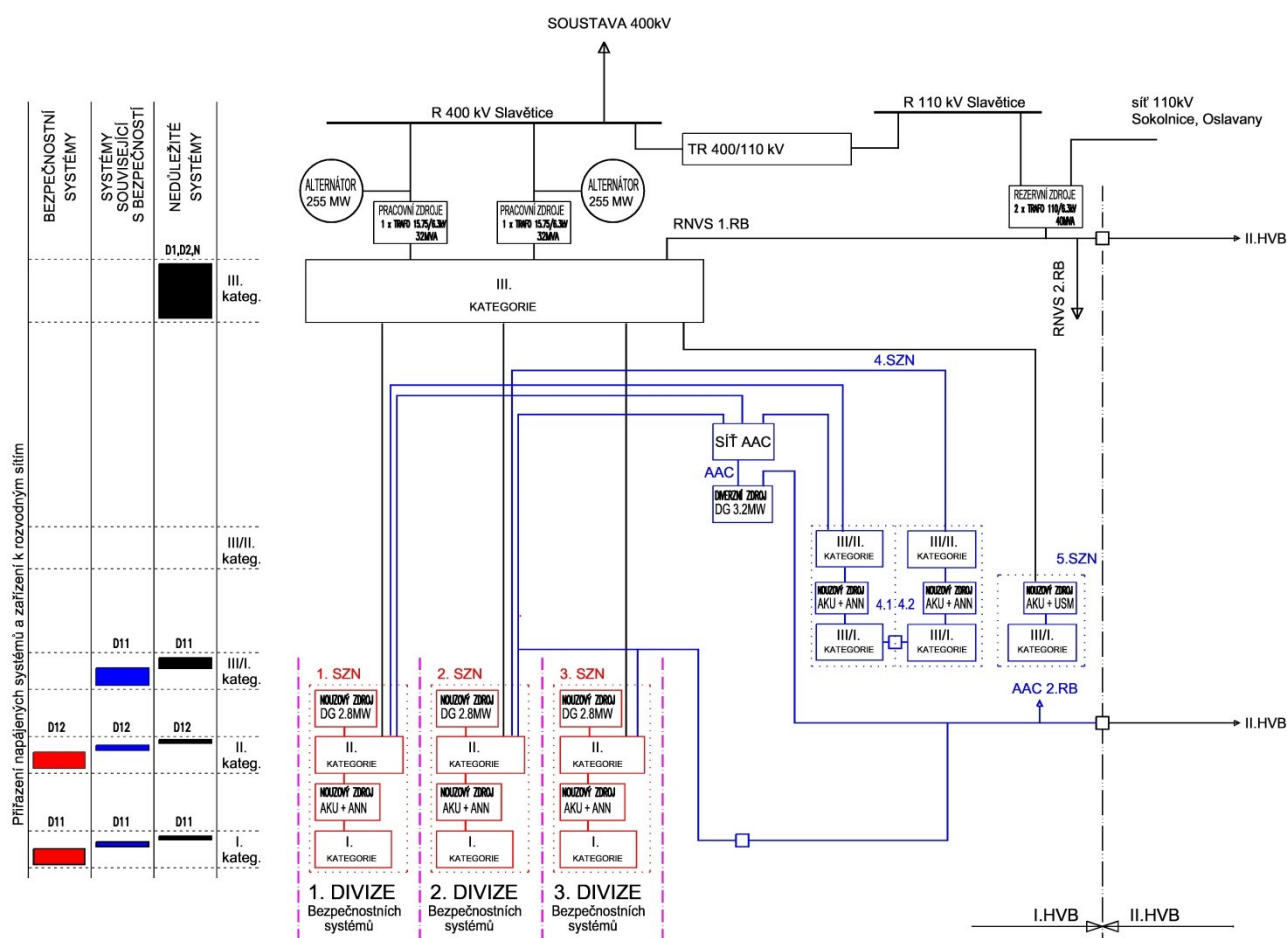 SOUSTAVA 400kV
R 400 kV Slavětice
R 110 kV Slavětice
síť 110kV
Sokolnice, Oslavany
TR 400/110 kV
BEZPEČNOSTNÍ
SYSTÉMY
SYSTÉMY
SOUVISEJÍCÍ
S BEZPEČNOSTÍ
NEDŮLEŽITÉ
SYSTÉMY
ALTERNÁTOR
255 MW
ALTERNÁTOR
255 MW
PRACOVNÍ ZDROJE
PRACOVNÍ ZDROJE
REZERVNÍ ZDROJE
RNVS 1.RB
II.HVB
RNVS 2.RB
D1,D2,N
III.
kateg.
III.
KATEGORIE
4.SZN
SÍŤ AAC
AAC
DIVERZNÍ ZDROJ
DG 3.2MW
III/II.
kateg.
III/II.
KATEGORIE
III/II.
KATEGORIE
5.SZN
NOUZOVÝ ZDROJ
AKU + ANN
4.1
4.2
NOUZOVÝ ZDROJ
AKU + ANN
NOUZOVÝ ZDROJ
AKU + USM
III/I.
KATEGORIE
III/I.
KATEGORIE
III/I.
KATEGORIE
D11
D11
III/I.
kateg.
1. SZN
2. SZN
3. SZN
NOUZOVÝ ZDROJ
DG 2.8MW
NOUZOVÝ ZDROJ
DG 2.8MW
NOUZOVÝ ZDROJ
DG 2.8MW
AAC 2.RB
II.HVB
D12
D12
D12
II.
kateg.
II.
KATEGORIE
II.
KATEGORIE
II.
KATEGORIE
NOUZOVÝ ZDROJ
AKU + ANN
NOUZOVÝ ZDROJ
AKU + ANN
NOUZOVÝ ZDROJ
AKU + ANN
D11
D11
D11
I.
kateg.
I.
KATEGORIE
I.
KATEGORIE
I.
KATEGORIE
1. DIVIZE
Bezpečnostních
systémů
2. DIVIZE
Bezpečnostních
systémů
3. DIVIZE
Bezpečnostních
systémů
I.HVB
II.HVB
Přiřazení napájených systémů a zařízení k rozvodným sítím